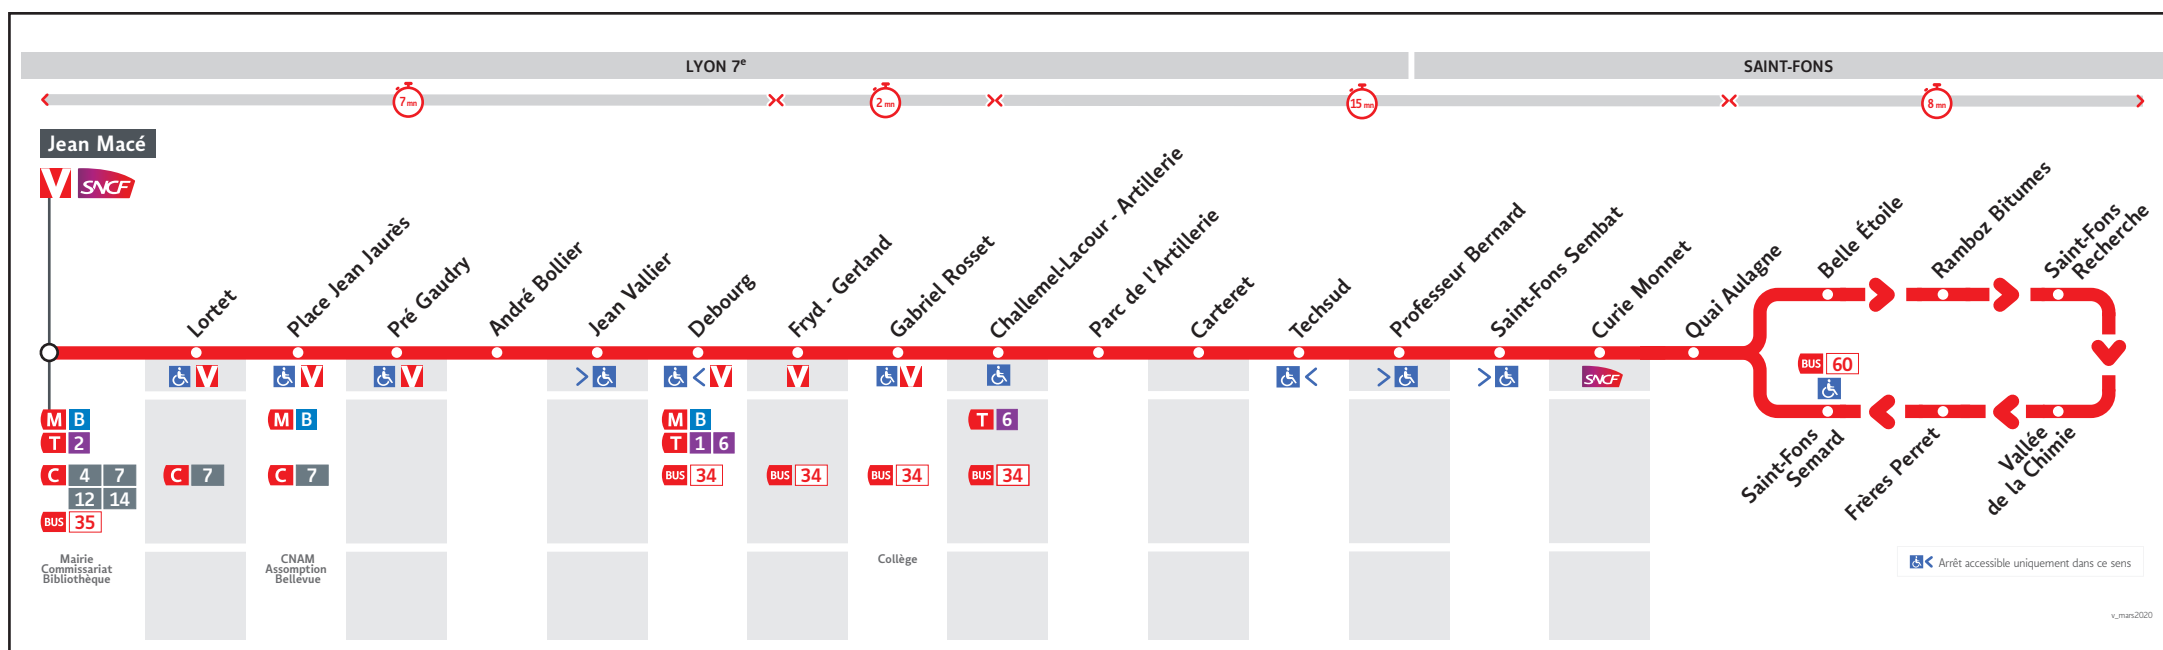 LYON 7e
SAINT-FONS
7 mn
2 mn
15 mn
8 mn
Jean Macé
V SNCF
Lortet
Place Jean Jaurès
Pré Gaudry
André Bollier
Jean Vallier
Debourg
Fryd - Gerland
Gabriel Rosset
Challemel-Lacour - Artillerie
Parc de l'Artillerie
Carteret
Techsud
Professeur Bernard
Saint-Fons Sembat
Curie Monnet
Quai Aulagne
Belle Étoile
Ramboz Bitumes
Saint-Fons
Recherche
Vallée
de la Chimie
Frères Perret
Saint-Fons
Semard
BUS 60
V
V
V
> 
< V
V
V
<
>
>
SNCF
M B
T 2
C 4 7
12 14
BUS 35
C 7
M B
C 7
M B
T 1 6
BUS 34
BUS 34
BUS 34
T 6
BUS 34
Mairie
Commissariat
Bibliothèque
CNAM
Assomption
Bellevue
Collège
< Arrêt accessible uniquement dans ce sens
v_mars2020